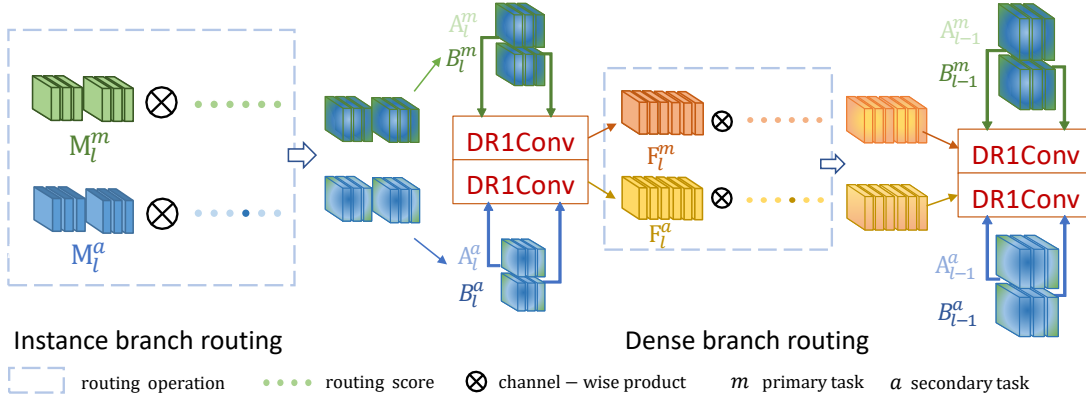 A_l^m
B_l^m
A_{l-1}^m
B_{l-1}^m
M_l^m
DR1Conv
DR1Conv
F_l^m
DR1Conv
DR1Conv
M_l^a
F_l^a
A_l^a
B_l^a
A_{l-1}^a
B_{l-1}^a
Instance branch routing
Dense branch routing
routing operation routing score channel − wise product m primary task a secondary task